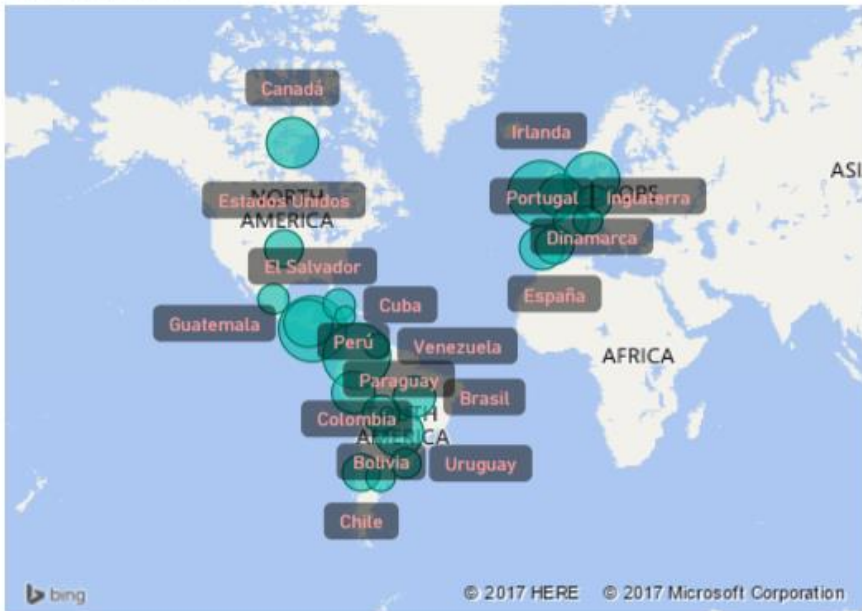 Canadá
Irlanda
Estados Unidos
NORTH
AMERICA
Portugal
Inglaterra
Dinamarca
El Salvador
España
Guatemala
Cuba
Perú
Venezuela
AFRICA
Paraguay
Brasil
Colombia
AMERICA
Bolivia
Uruguay
Chile
bing
© 2017 HERE © 2017 Microsoft Corporation